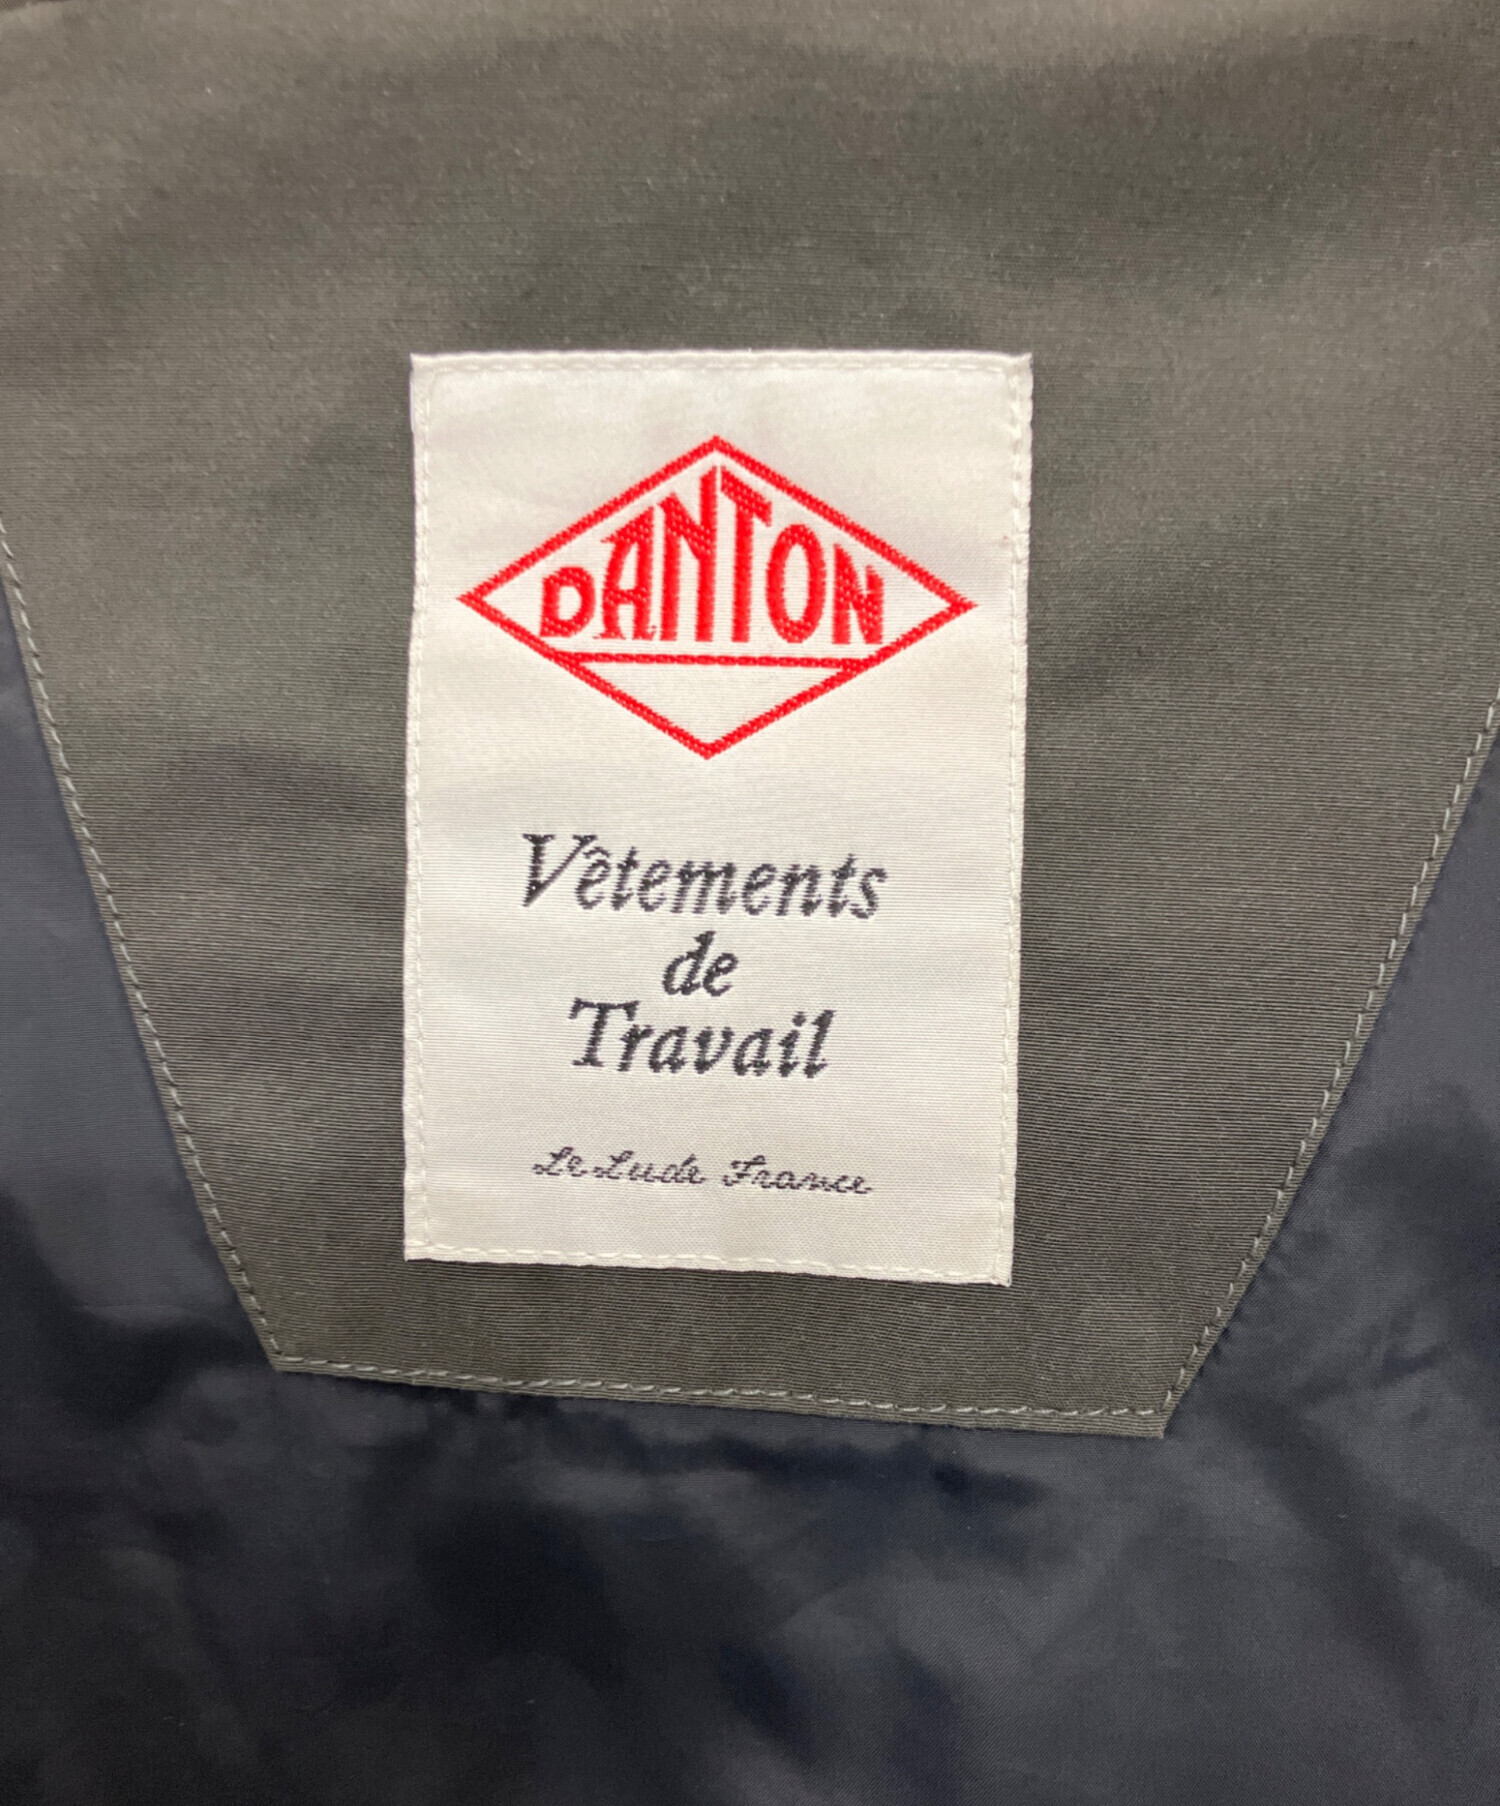 DANTON
Vêtements
de
Travail
Le Lude France